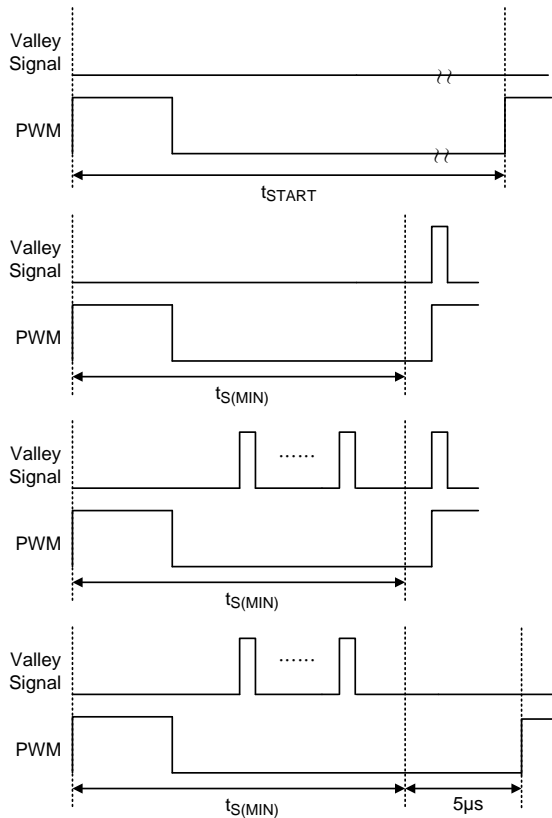 Valley
Signal
PWM
tSTART
Valley
Signal
PWM
tS(MIN)
Valley
Signal
......
PWM
tS(MIN)
Valley
Signal
......
PWM
tS(MIN)
5µs